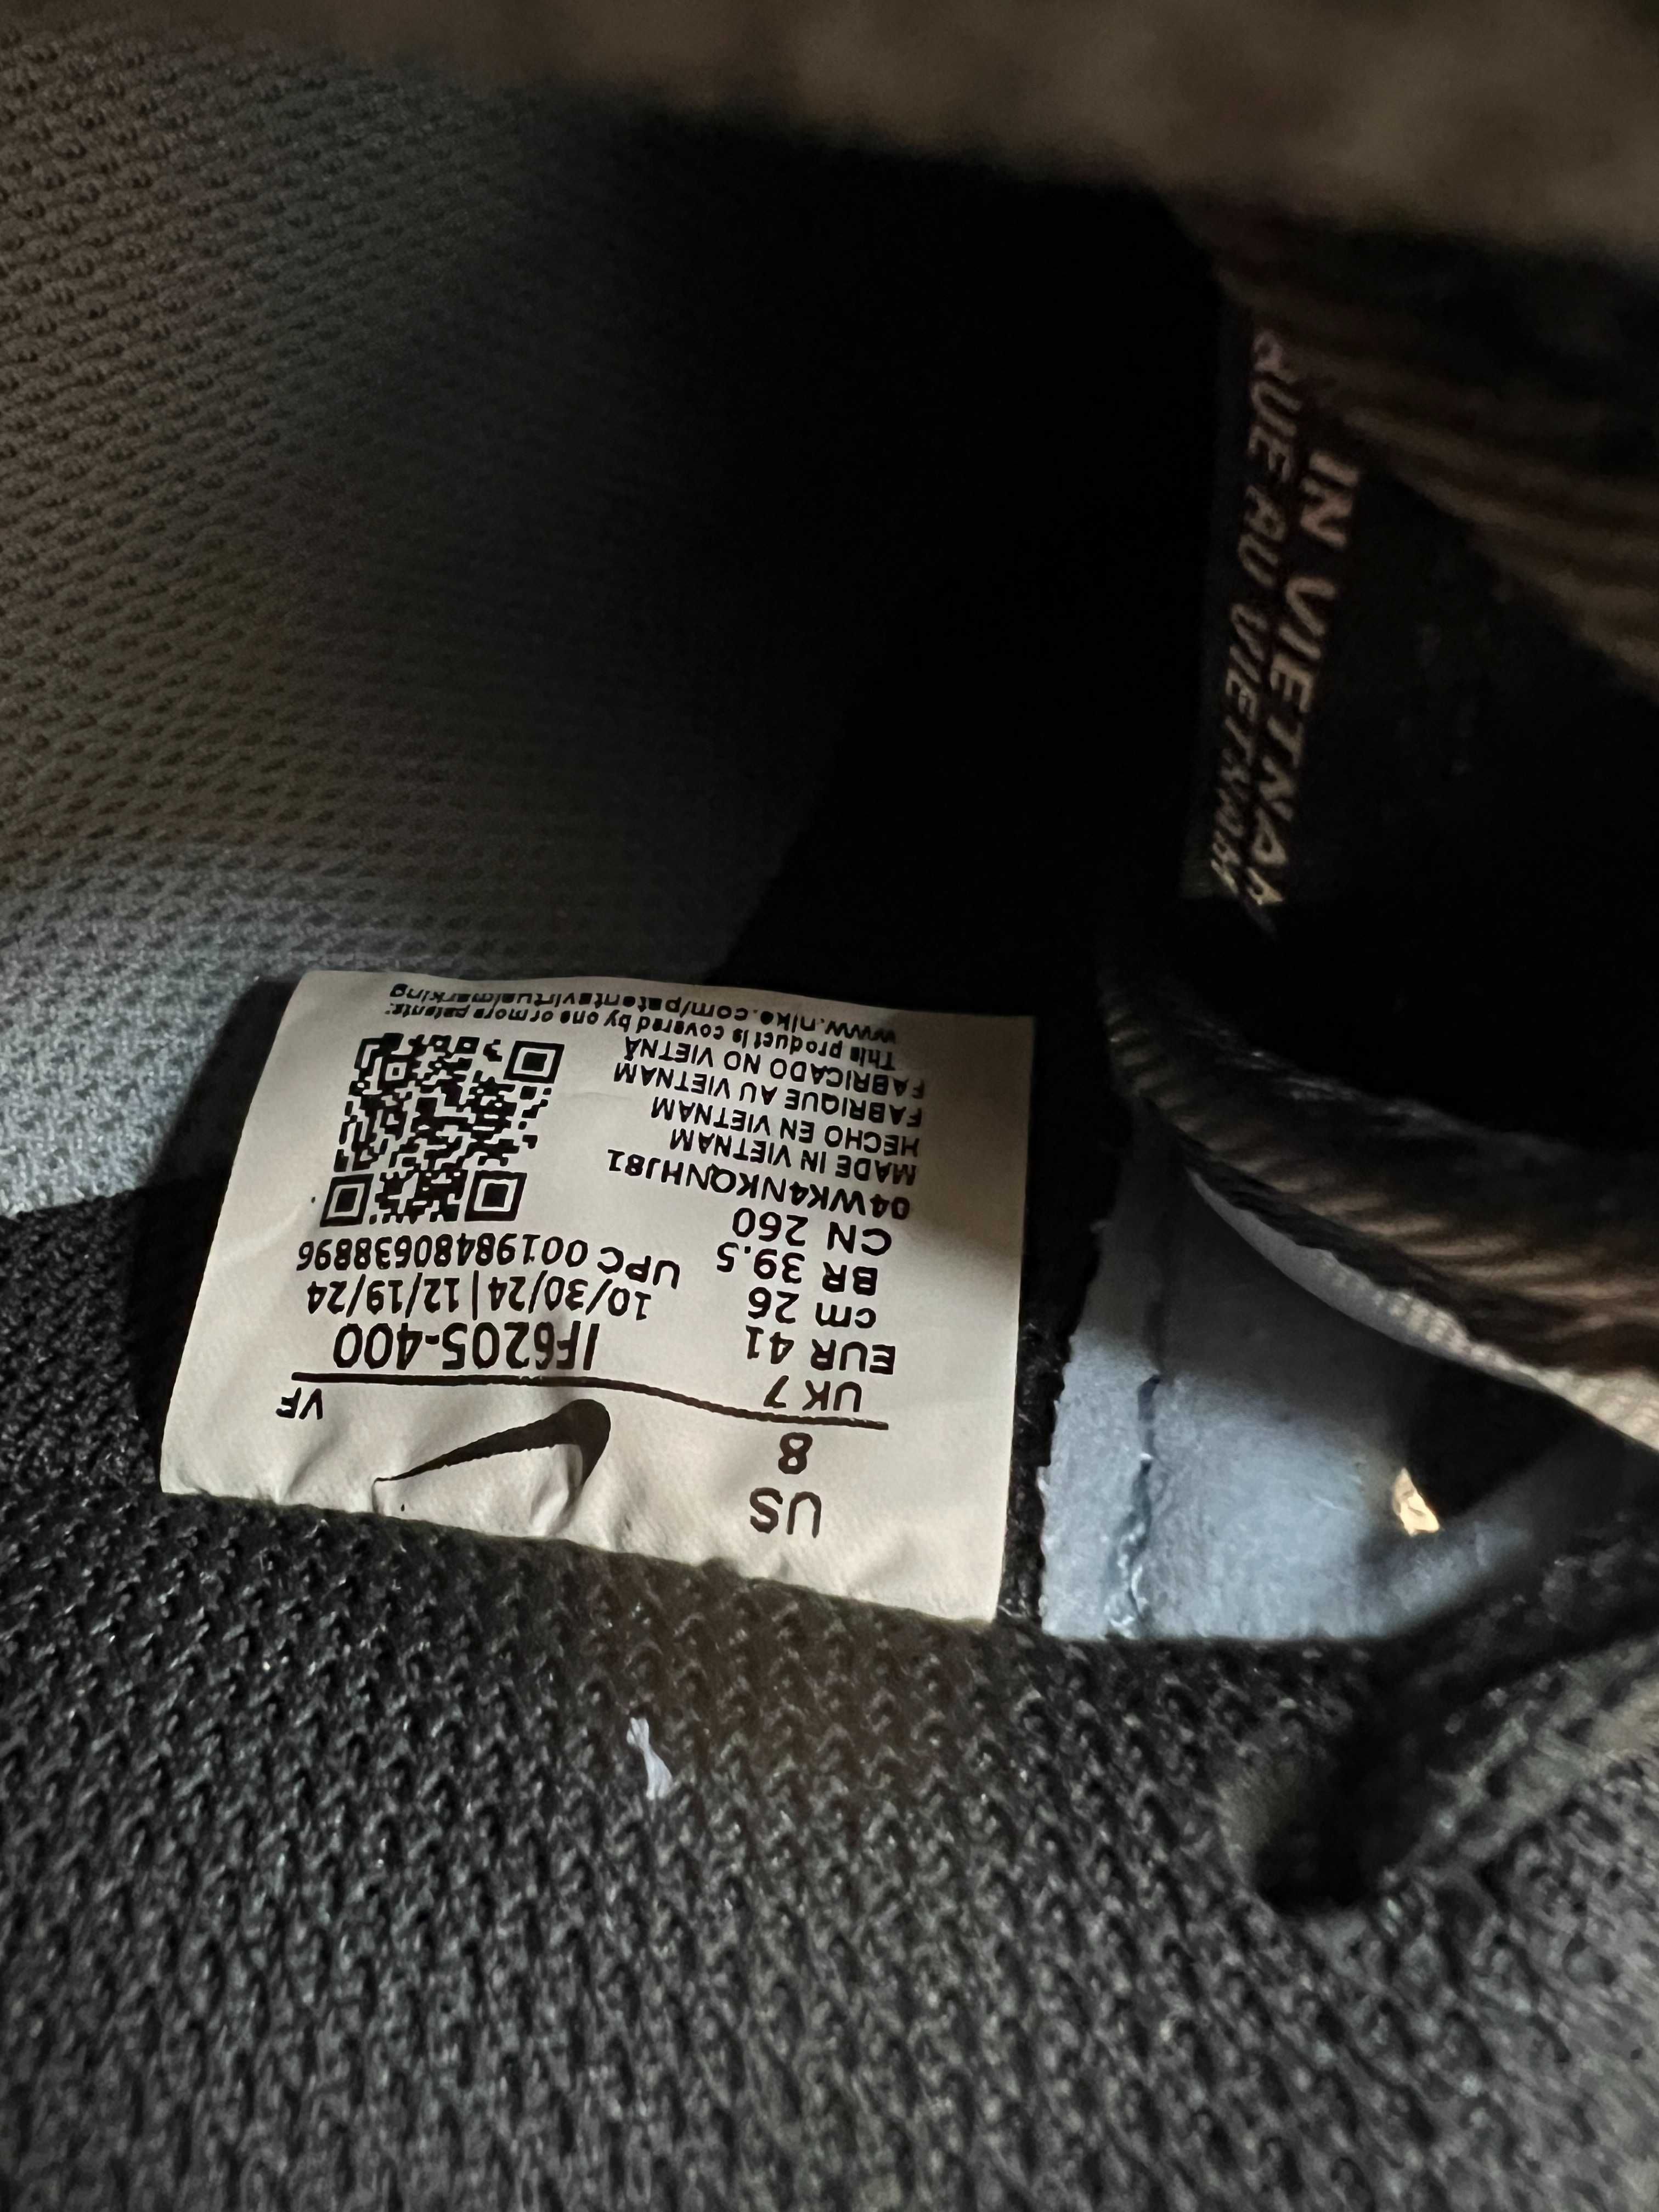 US
8
VF
UK 7
EUR 41
cm 26
BR 39.5
CN 260
IF6205-400
10/30/24|12/19/24
UPC 00198480638896
04WK4NKQNHJ81
MADE IN VIETNAM
HECHO EN VIETNAM
FABRIQUE AU VIETNAM
FABRICADO NO VIETNÃ
This product is covered by one or more patents:
www.nike.com/patentavirtualmarking
IN VIETNAM
AU VIETNAM